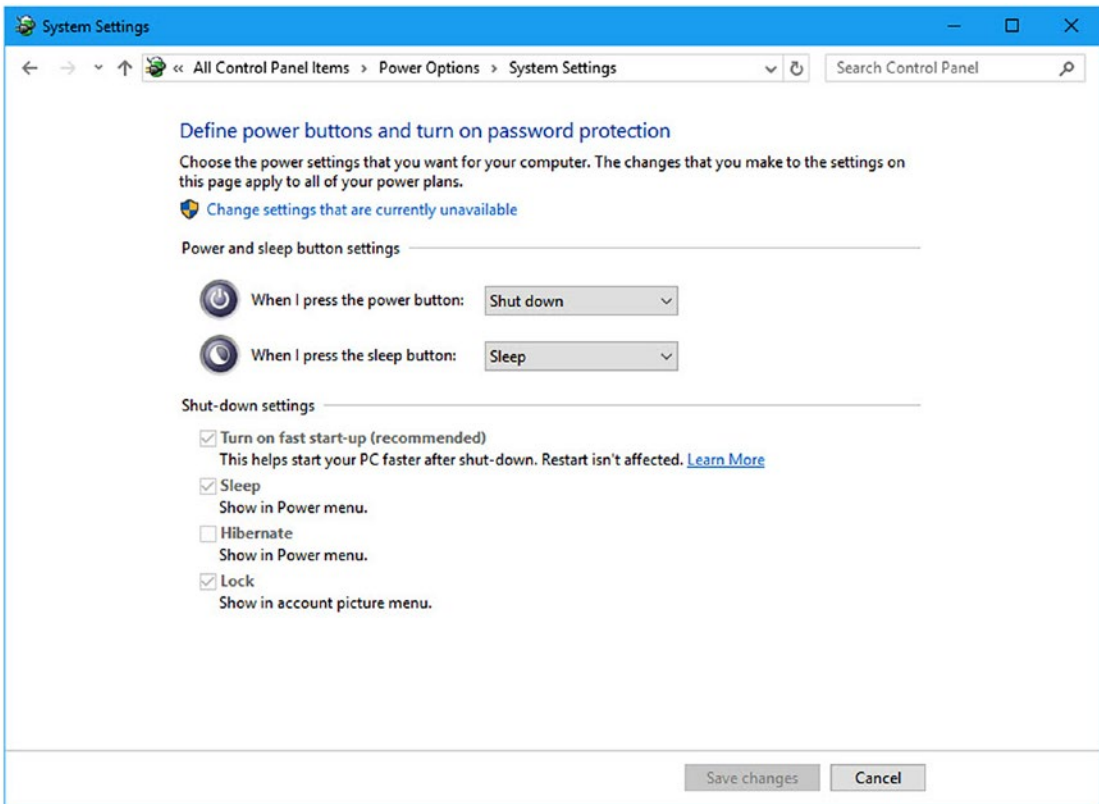 System Settings
« All Control Panel Items > Power Options > System Settings
Search Control Panel
Define power buttons and turn on password protection
Choose the power settings that you want for your computer. The changes that you make to the settings on
this page apply to all of your power plans.
Change settings that are currently unavailable
Power and sleep button settings
When I press the power button: Shut down
When I press the sleep button: Sleep
Shut-down settings
Turn on fast start-up (recommended)
This helps start your PC faster after shut-down. Restart isn't affected. Learn More
Sleep
Show in Power menu.
Hibernate
Show in Power menu.
Lock
Show in account picture menu.
Save changes Cancel